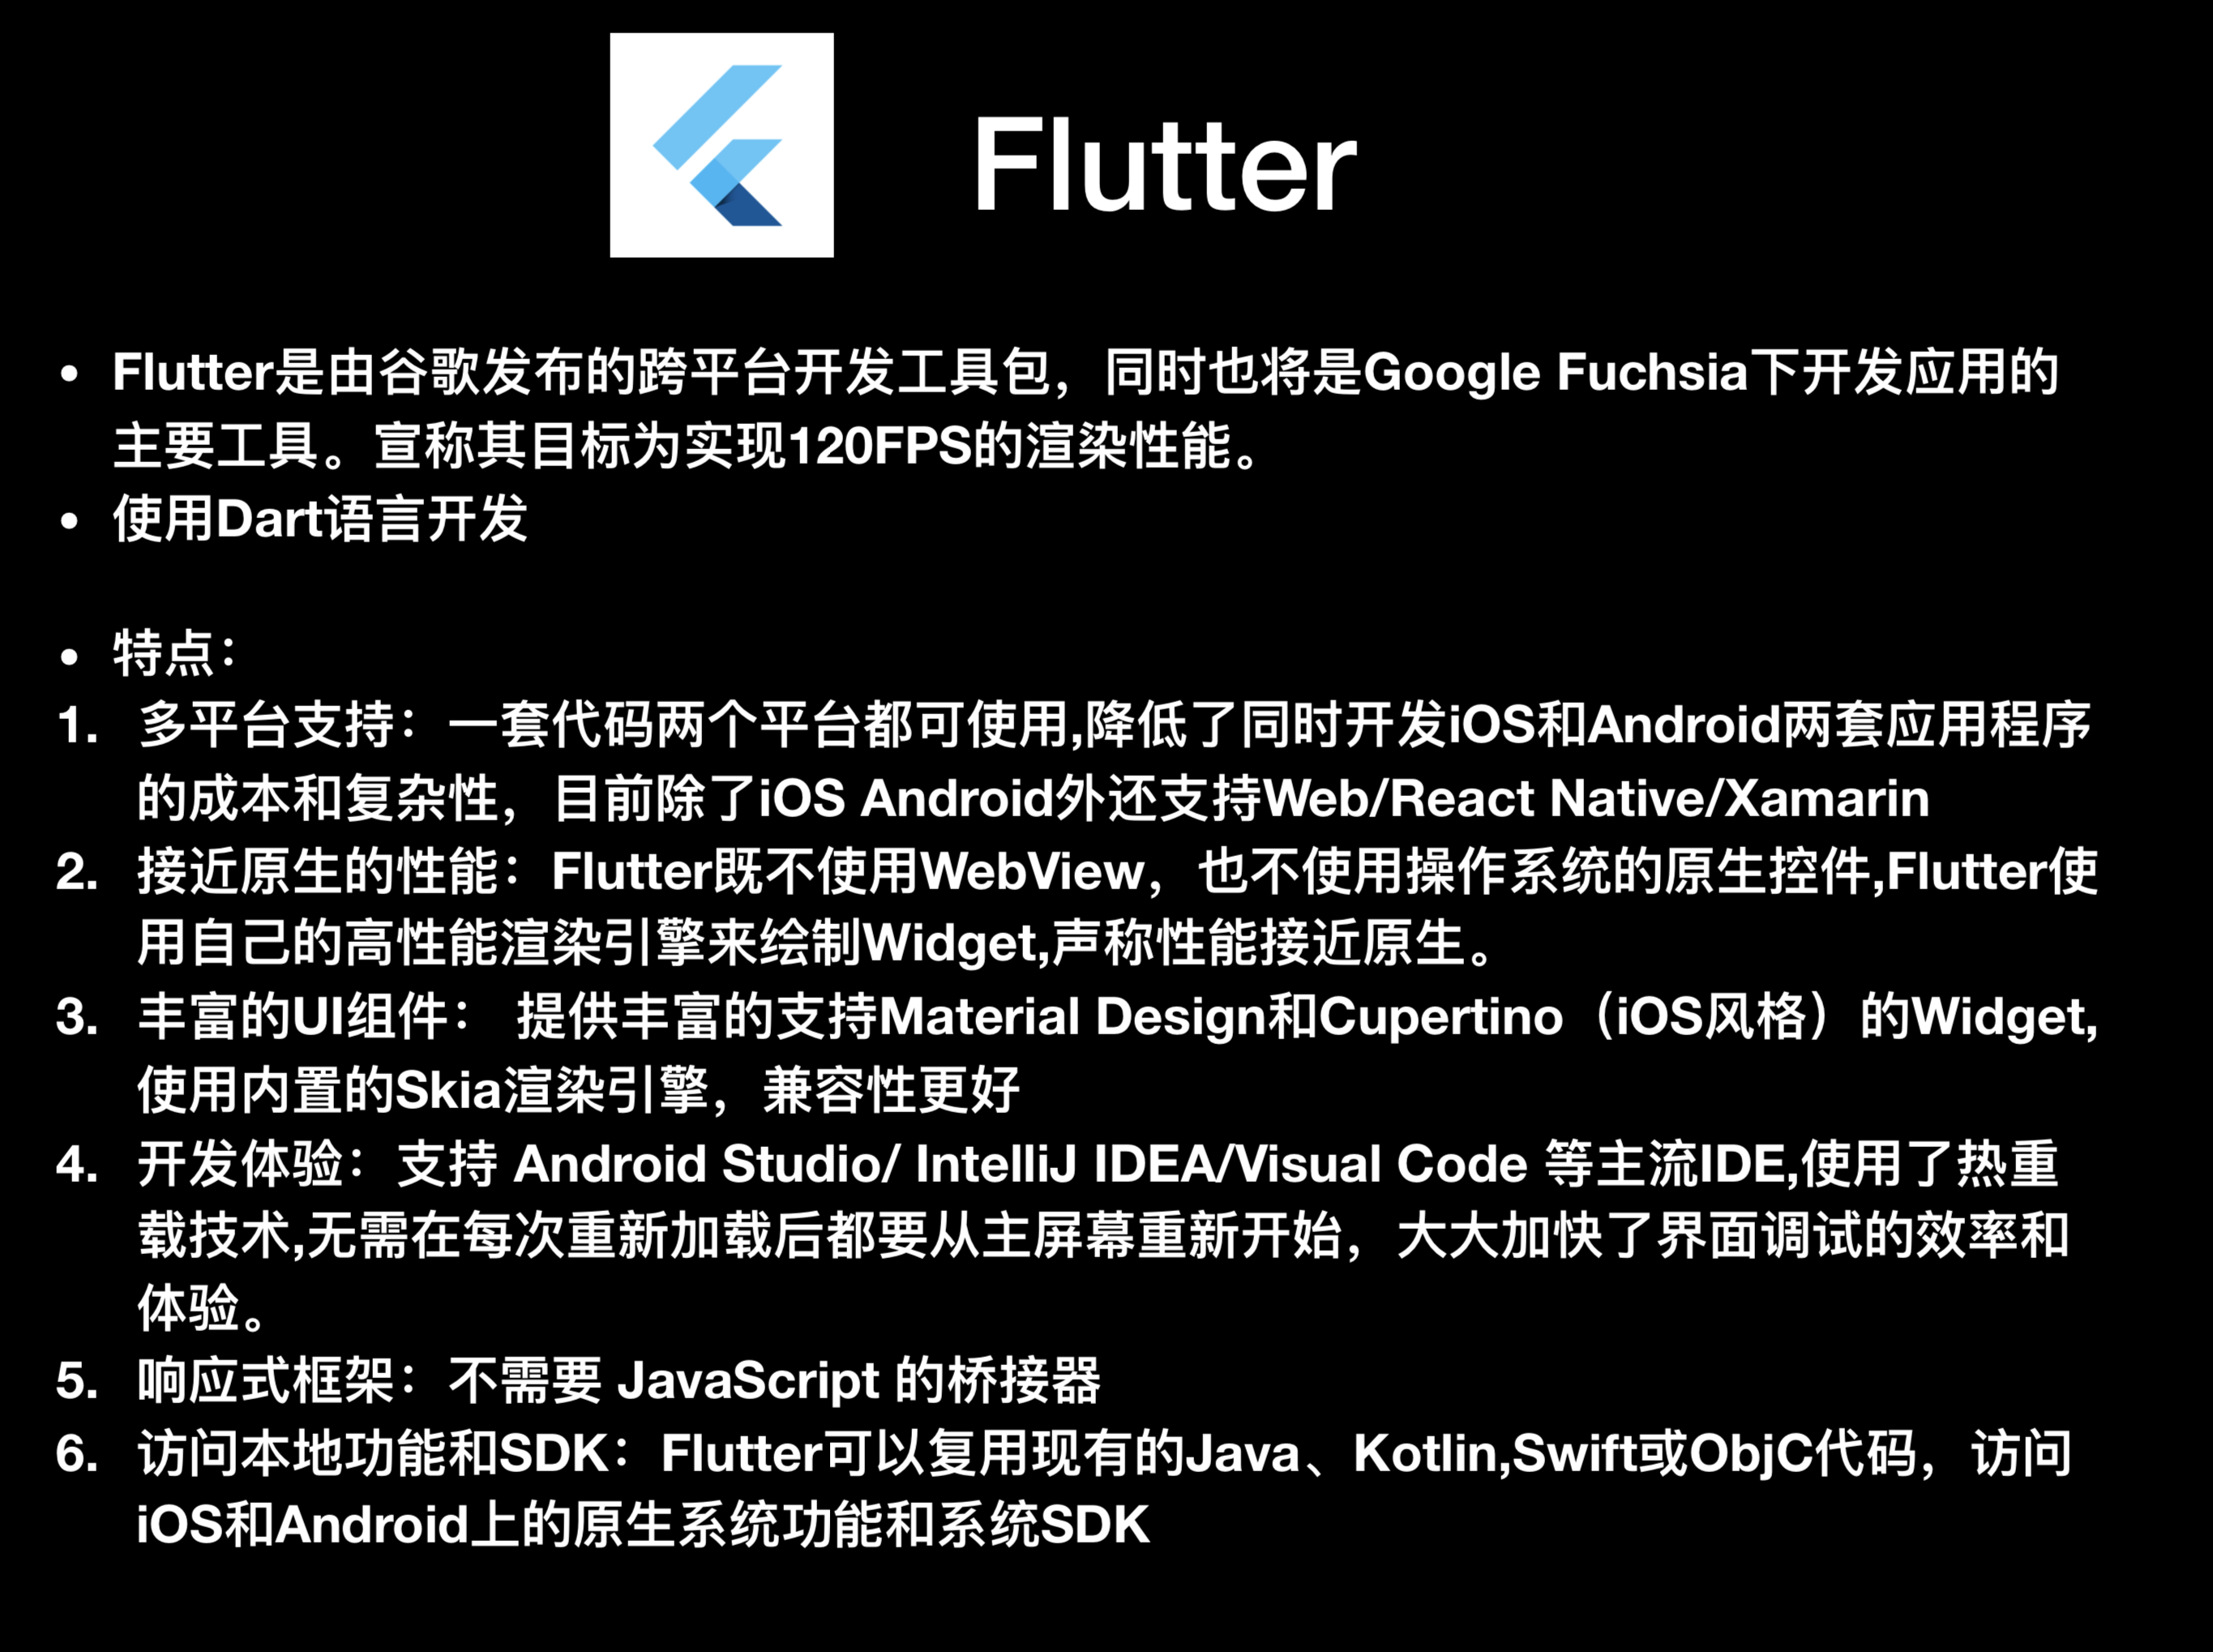 Flutter
• Flutter是由谷歌发布的跨平台开发工具包，同时也将是Google Fuchsia下开发应用的
主要工具。宣称其目标为实现120FPS的渲染性能。
• 使用Dart语言开发
• 特点：
1. 多平台支持：一套代码两个平台都可使用,降低了同时开发iOS和Android两套应用程序
的成本和复杂性，目前除了iOS Android外还支持Web/React Native/Xamarin
2. 接近原生的性能：Flutter既不使用WebView，也不使用操作系统的原生控件,Flutter使
用自己的高性能渲染引擎来绘制Widget,声称性能接近原生。
3. 丰富的UI组件： 提供丰富的支持Material Design和Cupertino（iOS风格）的Widget,
使用内置的Skia渲染引擎，兼容性更好
4. 开发体验：支持 Android Studio/ IntelliJ IDEA/Visual Code 等主流IDE,使用了热重
载技术,无需在每次重新加载后都要从主屏幕重新开始，大大加快了界面调试的效率和
体验。
5. 响应式框架：不需要 JavaScript 的桥接器
6. 访问本地功能和SDK：Flutter可以复用现有的Java、Kotlin,Swift或ObjC代码，访问
iOS和Android上的原生系统功能和系统SDK